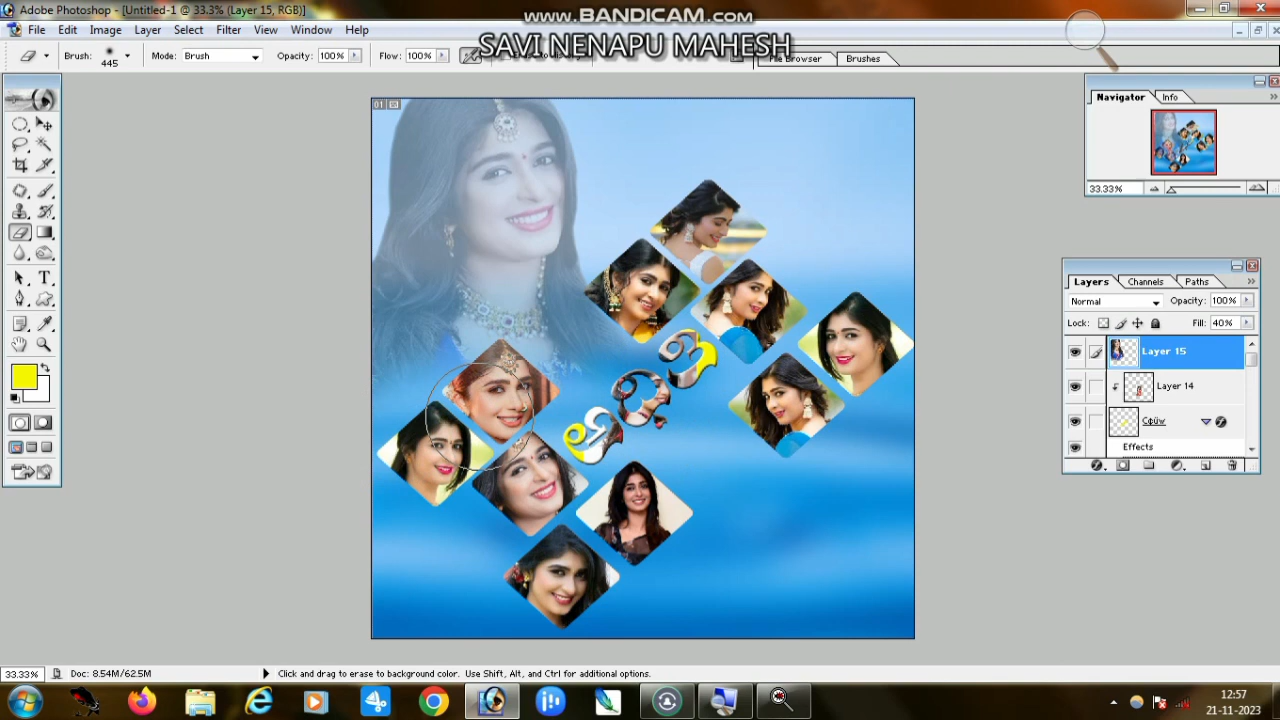 Adobe Photoshop - [Untitled-1 @ 33.3% (Layer 15, RGB)]
www.BANDICAM.com
File Edit Image Layer Select Filter View Window Help
SAVI NENAPU MAHESH
Brush: 445 Mode: Brush Opacity: 100% Flow: 100%
File Browser Brushes
Navigator Info
33.33%
01
Layers Channels Paths
Normal Opacity: 100%
Lock: Fill: 40%
Layer 15
Layer 14
Effects
33.33% Doc: 8.54M/62.5M Click and drag to erase to background color. Use Shift, Alt, and Ctrl for additional options.
12:57
21-11-2023